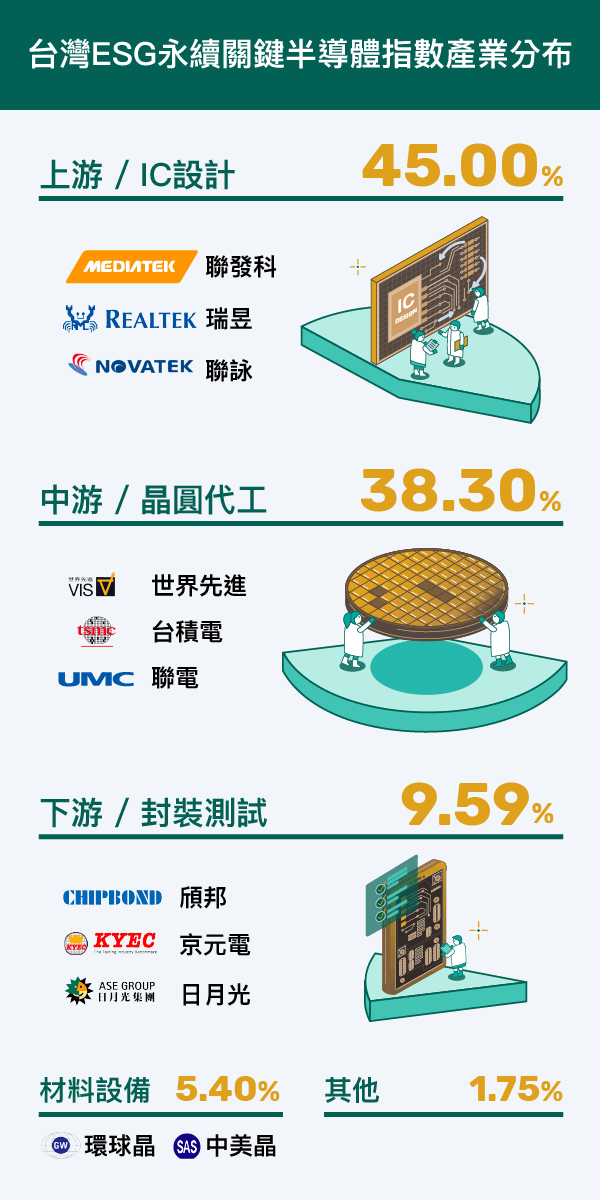 台灣ESG永續關鍵半導體指數產業分布
上游 / IC設計 45.00%
MEDIATEK 聯發科
REALTEK 瑞昱
NOVATEK 聯詠
IC
DESIGN
中游 / 晶圓代工 38.30%
世界先進
VIS 世界先進
tsmc 台積電
UMC 聯電
下游 / 封裝測試 9.59%
CHIPBOND 頎邦
KYEC KYEC 京元電
The Testing Industry Benchmark
ASE GROUP
日月光集團 日月光
材料設備 5.40% 其他 1.75%
GW 環球晶 SAS 中美晶